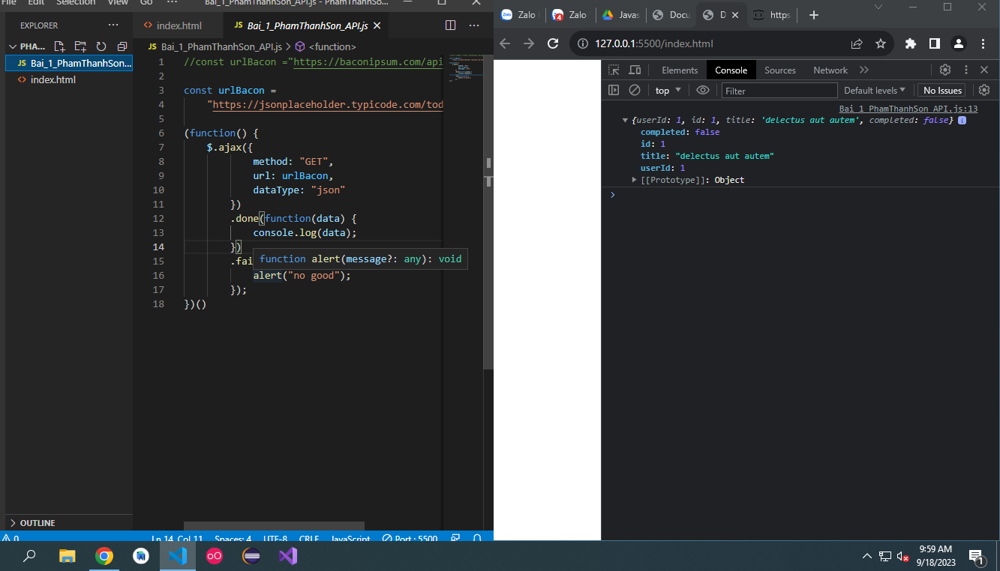 File Edit Selection View Go ··· Bai_1_PhamThanhSon_API.js - PhamThanhSo...
EXPLORER ···
PHA...
JS Bai_1_PhamThanhSon...
<> index.html
OUTLINE
<> index.html JS Bai_1_PhamThanhSon_API.js
JS Bai_1_PhamThanhSon_API.js > <function>
1 //const urlBacon ="https://baconipsum.com/api
2
3 const urlBacon =
4 "https://jsonplaceholder.typicode.com/tod
5
6 (function() {
7 $.ajax({
8 method: "GET",
9 url: urlBacon,
10 dataType: "json"
11 })
12 .done(function(data) {
13 console.log(data);
14 })
15 .fai
function alert(message?: any): void
16 alert("no good");
17 });
18 })()
0 Ln 14, Col 11 Spaces: 4 UTF-8 CRLF JavaScript Port : 5500
Zalo Zalo Javas Docu D https
4
127.0.0.1:5500/index.html
Elements Console Sources Network
top Filter Default levels No Issues
Bai_1_PhamThanhSon_API.js:13
{userId: 1, id: 1, title: 'delectus aut autem', completed: false} i
completed: false
id: 1
title: "delectus aut autem"
userId: 1
[[Prototype]]: Object
9:59 AM
9/18/2023
1